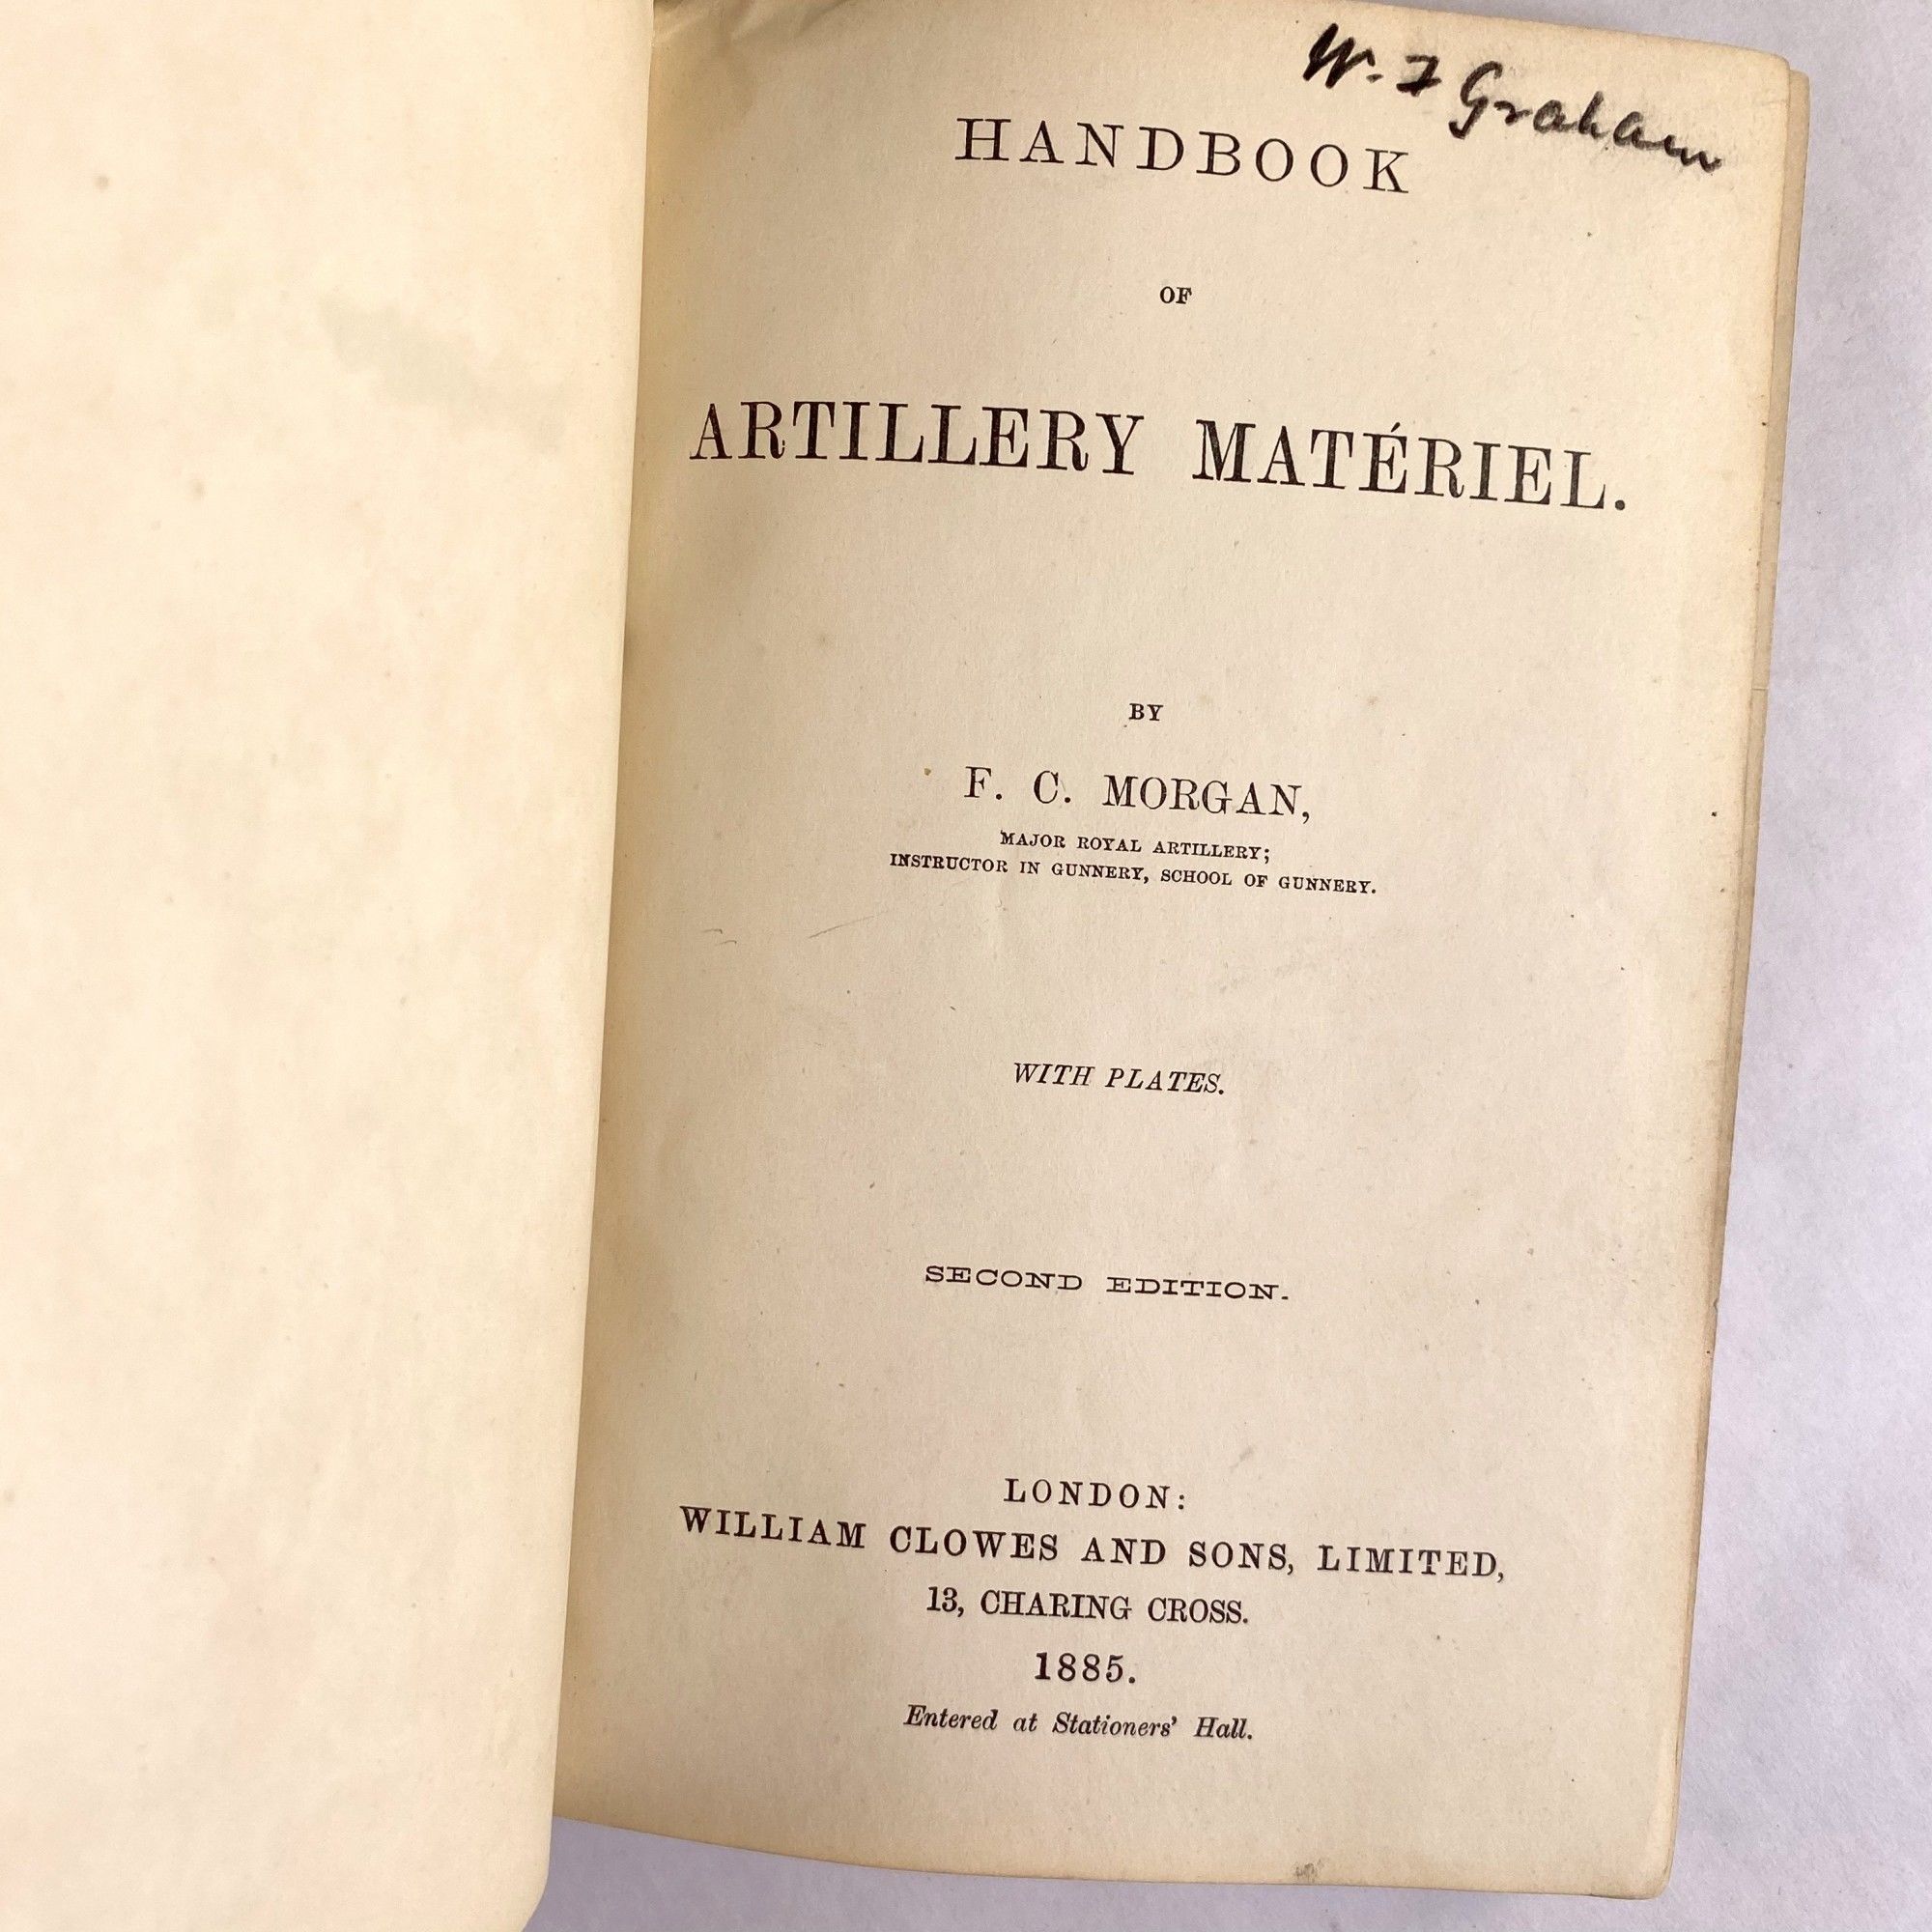 W. F Graham
HANDBOOK
OF
ARTILLERY MATÉRIEL.
BY
F. C. MORGAN,
MAJOR ROYAL ARTILLERY;
INSTRUCTOR IN GUNNERY, SCHOOL OF GUNNERY.
WITH PLATES.
SECOND EDITION.
LONDON:
WILLIAM CLOWES AND SONS, LIMITED,
13, CHARING CROSS.
1885.
Entered at Stationers' Hall.